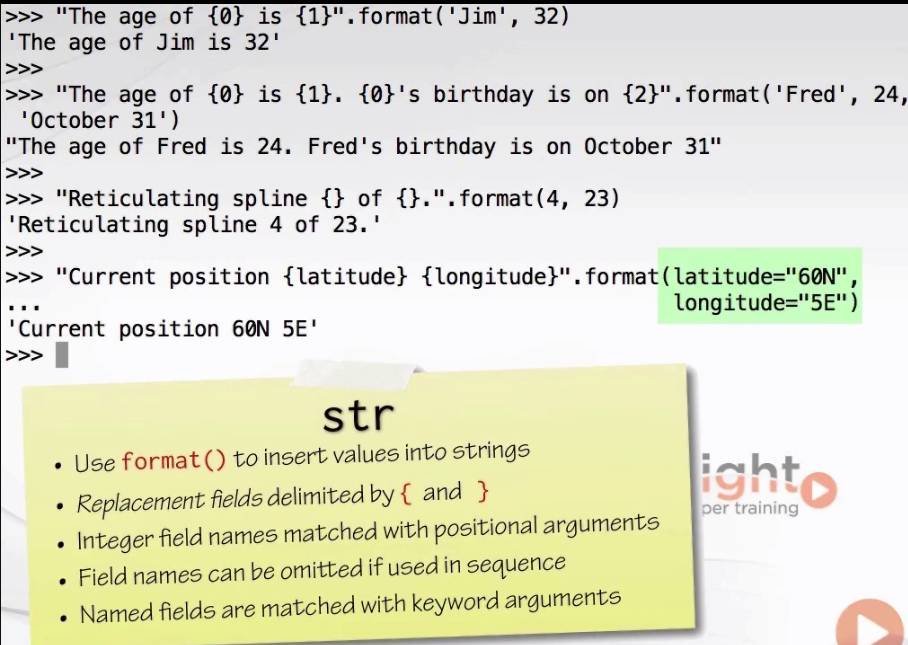 >>> "The age of {0} is {1}".format('Jim', 32)
'The age of Jim is 32'
>>>
>>> "The age of {0} is {1}. {0}'s birthday is on {2}".format('Fred', 24,
 'October 31')
"The age of Fred is 24. Fred's birthday is on October 31"
>>>
>>> "Reticulating spline {} of {}.".format(4, 23)
'Reticulating spline 4 of 23.'
>>>
>>> "Current position {latitude} {longitude}".format(latitude="60N",
... longitude="5E")
'Current position 60N 5E'
>>>
str
• Use format() to insert values into strings
• Replacement fields delimited by { and }
• Integer field names matched with positional arguments
• Field names can be omitted if used in sequence
• Named fields are matched with keyword arguments
ight
per training